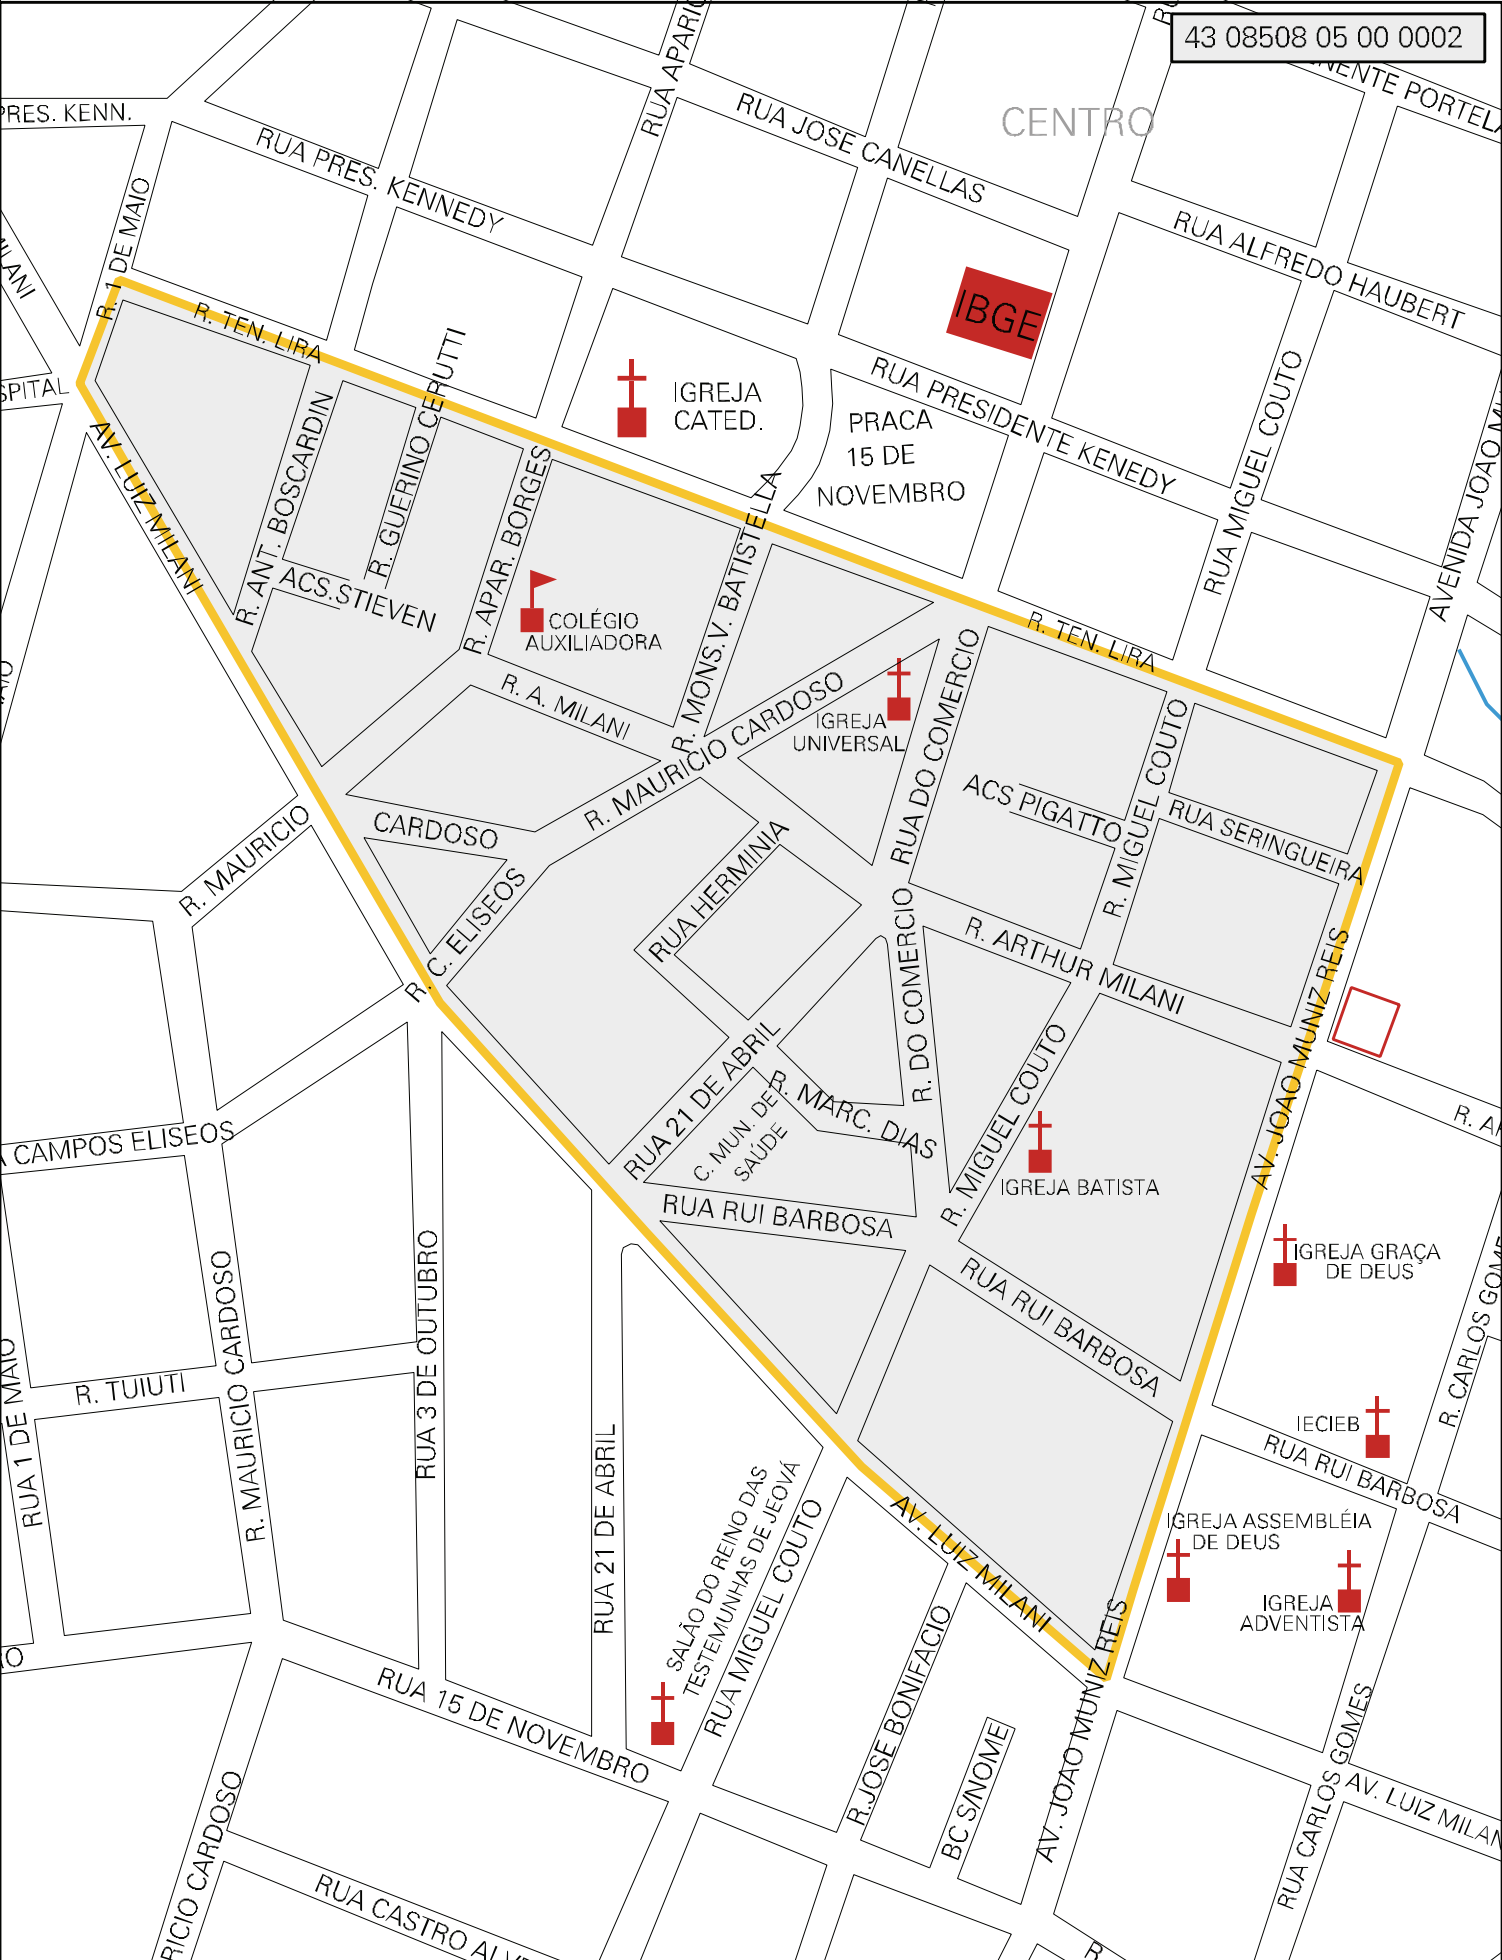 43 08508 05 00 0002
PRES. KENN.
RUA PRES. KENNEDY
RUA JOSE CANELLAS
CENTRO
RUA ALFREDO HAUBERT
R. 1 DE MAIO
R. TEN. LIRA
IBGE
IGREJA
CATED.
PRACA
15 DE
NOVEMBRO
RUA PRESIDENTE KENEDY
RUA MIGUEL COUTO
AV. LUIZ MILANI
R. ANT. BOSCARDIN
R. GUERINO CERUTTI
R. APAR. BORGES
ACS.STIEVEN
COLÉGIO
AUXILIADORA
R. MONS. V. BATISTELLA
R. A. MILANI
R. TEN. LIRA
R. MAURICIO CARDOSO
IGREJA
UNIVERSAL
RUA DO COMERCIO
ACS PIGATTO
R. MIGUEL COUTO
RUA SERINGUEIRA
R. MAURICIO
CARDOSO
R. C. ELISEOS
RUA HERMINIA
R. DO COMERCIO
R. ARTHUR MILANI
AV. JOAO MUNIZ REIS
RUA 21 DE ABRIL
R. MARC. DIAS
C. MUN. DE
SAÚDE
R. MIGUEL COUTO
IGREJA BATISTA
RUA RUI BARBOSA
RUA RUI BARBOSA
CAMPOS ELISEOS
IGREJA GRAÇA
DE DEUS
R. TUIUTI
RUA 1 DE MAIO
R. MAURICIO CARDOSO
RUA 3 DE OUTUBRO
RUA 21 DE ABRIL
IECIEB
RUA RUI BARBOSA
SALÃO DO REINO DAS
TESTEMUNHAS DE JEOVÁ
RUA MIGUEL COUTO
AV. LUIZ MILANI
IGREJA ASSEMBLÉIA
DE DEUS
IGREJA
ADVENTISTA
RUA 15 DE NOVEMBRO
R.JOSE BONIFACIO
BC S/NOME
AV. JOAO MUNIZ REIS
RUA CARLOS GOMES
AV. LUIZ MILAN
CARDOSO
RUA CASTRO